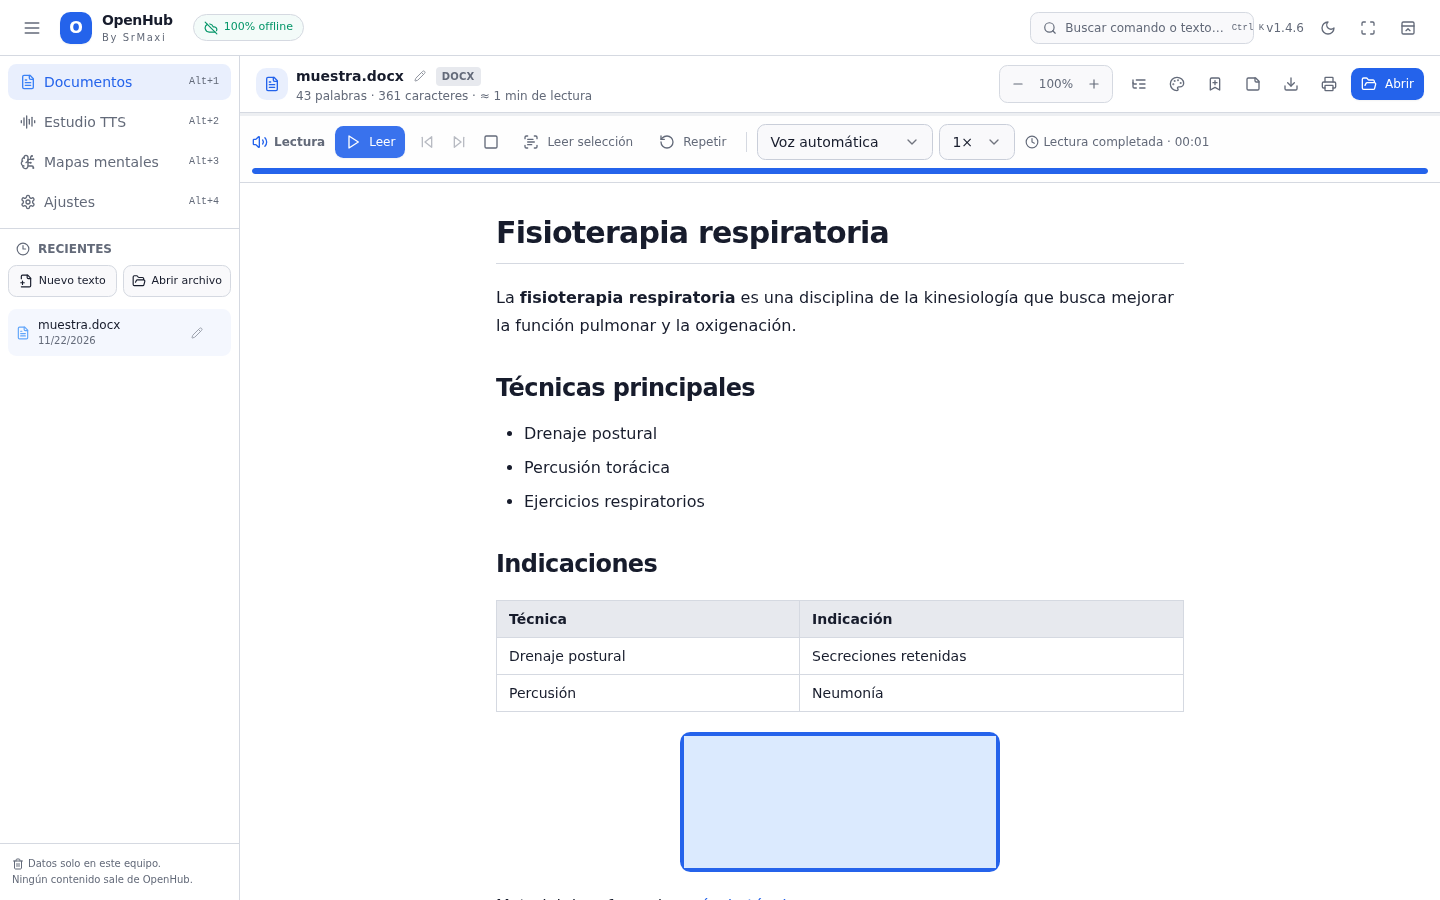 OpenHub
By SrMaxi
100% offline
Buscar comando o texto...
Ctrl K
v1.4.6
Documentos Alt+1
Estudio TTS Alt+2
Mapas mentales Alt+3
Ajustes Alt+4
RECIENTES
Nuevo texto
Abrir archivo
muestra.docx
11/22/2026
Datos solo en este equipo.
Ningún contenido sale de OpenHub.
muestra.docx DOCX
43 palabras · 361 caracteres · ≈ 1 min de lectura
100%
Abrir
Lectura
Leer
Leer selección
Repetir
Voz automática
1×
Lectura completada · 00:01
Fisioterapia respiratoria
La fisioterapia respiratoria es una disciplina de la kinesiología que busca mejorar
la función pulmonar y la oxigenación.
Técnicas principales
• Drenaje postural
• Percusión torácica
• Ejercicios respiratorios
Indicaciones
Técnica Indicación
Drenaje postural Secreciones retenidas
Percusión Neumonía